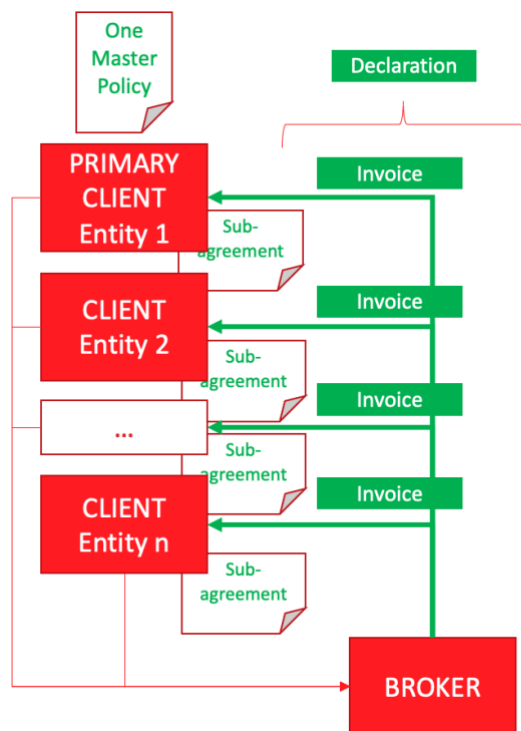 One
Master
Policy
Declaration
PRIMARY
CLIENT
Entity 1
Invoice
Sub-
agreement
CLIENT
Entity 2
Invoice
Sub-
agreement
...
Invoice
Sub-
agreement
CLIENT
Entity n
Invoice
Sub-
agreement
BROKER